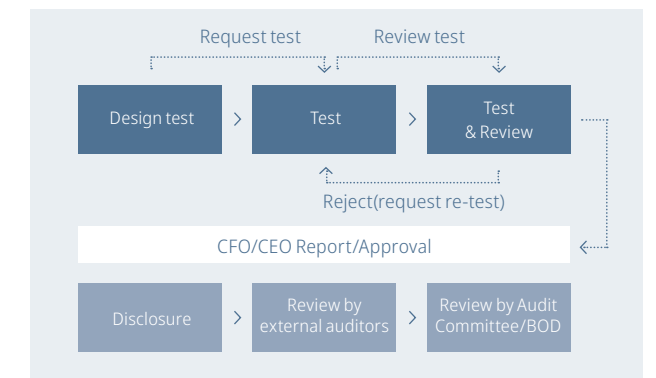 Request test
Review test
Design test
>
Test
>
Test
& Review
Reject(request re-test)
CFO/CEO Report/Approval
Disclosure
>
Review by
external auditors
>
Review by Audit
Committee/BOD